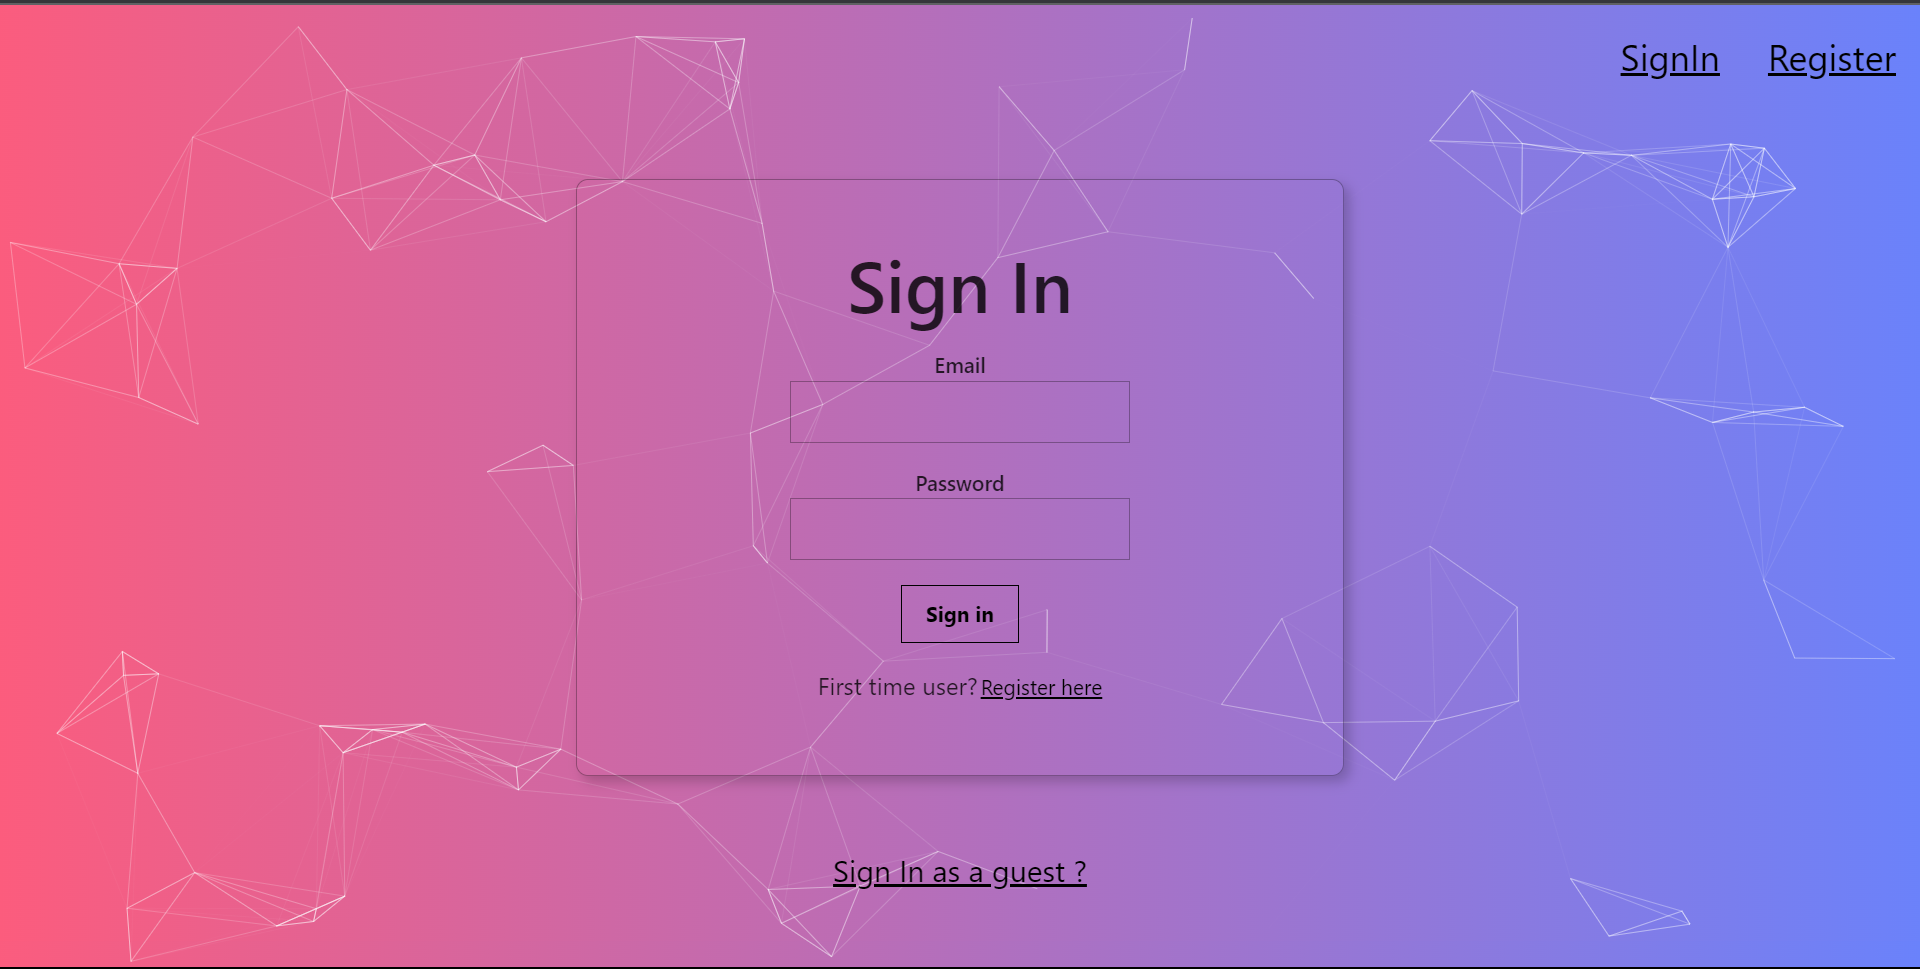 SignIn Register
Sign In
Email
Password
Sign in
First time user? Register here
Sign In as a guest ?